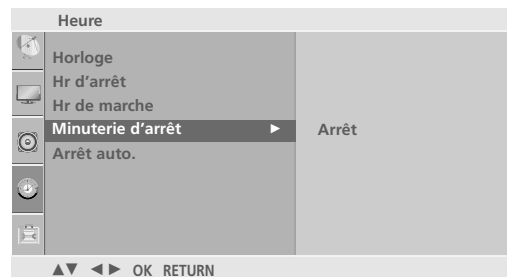 Heure
Horloge
Hr d’arrêt
Hr de marche
Minuterie d’arrêt ► Arrêt
Arrêt auto.
▲▼ ◄► OK RETURN